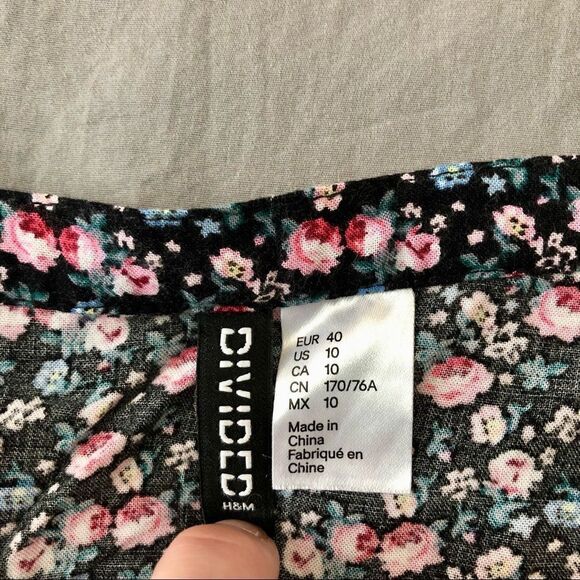 DIVIDED
H&M
EUR 40
US 10
CA 10
CN 170/76A
MX 10
Made in
China
Fabriqué en
Chine